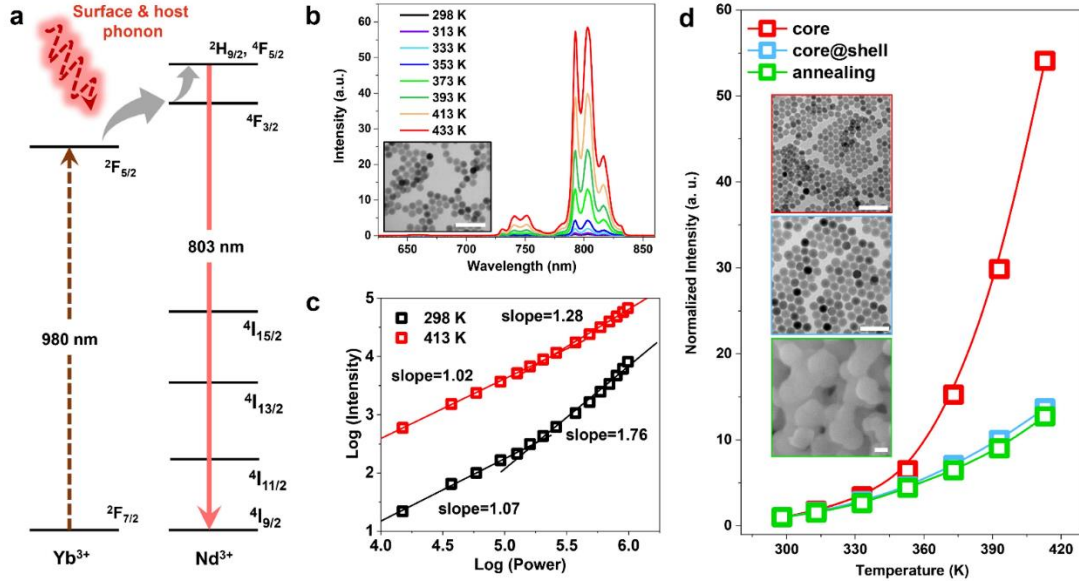 a
Surface & host
phonon
²H₉/₂, ⁴F₅/₂
⁴F₃/₂
²F₅/₂
803 nm
980 nm
⁴I₁₅/₂
⁴I₁₃/₂
⁴I₁₁/₂
²F₇/₂
⁴I₉/₂
Yb³⁺
Nd³⁺
b
298 K
313 K
333 K
353 K
373 K
393 K
413 K
433 K
Intensity (a.u.)
60
50
40
30
20
10
0
650
700
750
800
850
Wavelength (nm)
c
298 K
413 K
slope=1.28
slope=1.02
slope=1.76
slope=1.07
Log (Intensity)
5
4
3
2
1
4.0
4.5
5.0
5.5
6.0
Log (Power)
d
core
core@shell
annealing
Normalized Intensity (a. u.)
60
50
40
30
20
10
0
300
330
360
390
420
Temperature (K)